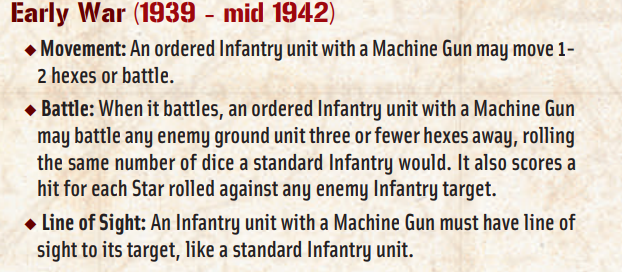 Early War (1939 - mid 1942)
◆ Movement: An ordered Infantry unit with a Machine Gun may move 1-
2 hexes or battle.
◆ Battle: When it battles, an ordered Infantry unit with a Machine Gun
may battle any enemy ground unit three or fewer hexes away, rolling
the same number of dice a standard Infantry would. It also scores a
hit for each Star rolled against any enemy Infantry target.
◆ Line of Sight: An Infantry unit with a Machine Gun must have line of
sight to its target, like a standard Infantry unit.